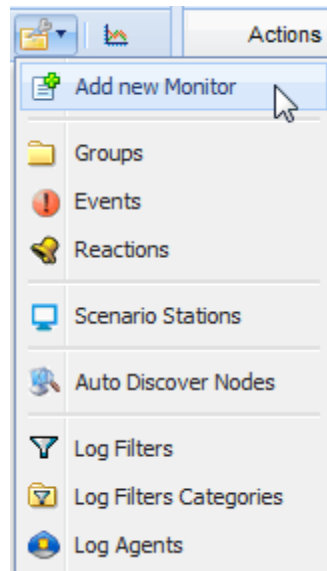 Actions
Add new Monitor
Groups
Events
Reactions
Scenario Stations
Auto Discover Nodes
Log Filters
Log Filters Categories
Log Agents